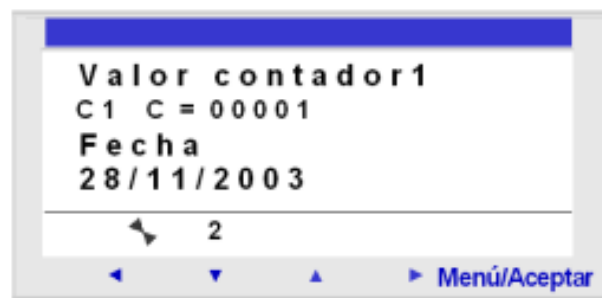 Valor contador1
C1 C=00001
Fecha
28/11/2003
2
Menú/Aceptar